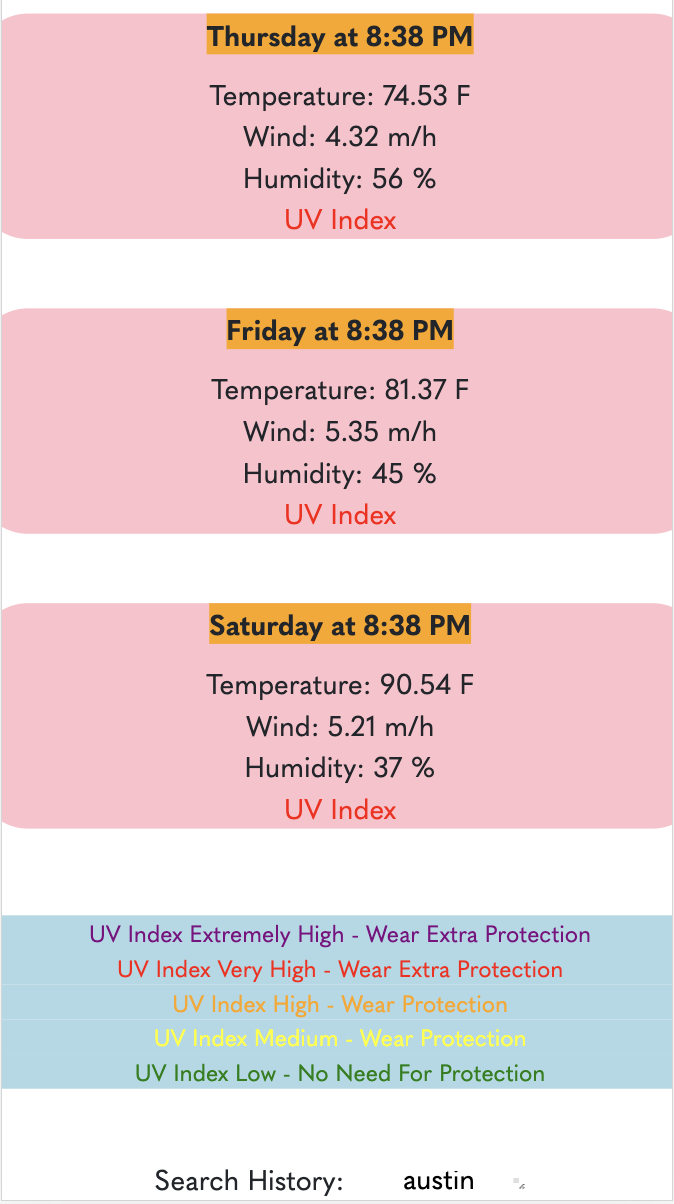 Thursday at 8:38 PM
Temperature: 74.53 F
Wind: 4.32 m/h
Humidity: 56 %
UV Index
Friday at 8:38 PM
Temperature: 81.37 F
Wind: 5.35 m/h
Humidity: 45 %
UV Index
Saturday at 8:38 PM
Temperature: 90.54 F
Wind: 5.21 m/h
Humidity: 37 %
UV Index
UV Index Extremely High - Wear Extra Protection
UV Index Very High - Wear Extra Protection
UV Index High - Wear Protection
UV Index Medium - Wear Protection
UV Index Low - No Need For Protection
Search History: austin